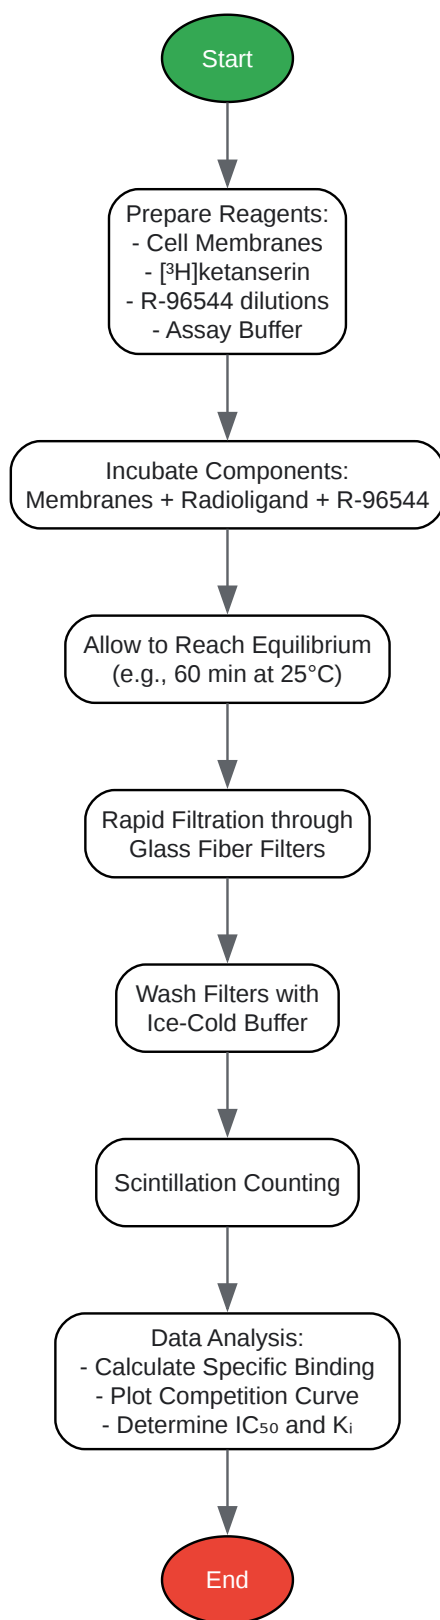 Start
Prepare Reagents:
- Cell Membranes
- [³H]ketanserin
- R-96544 dilutions
- Assay Buffer
Incubate Components:
Membranes + Radioligand + R-96544
Allow to Reach Equilibrium
(e.g., 60 min at 25°C)
Rapid Filtration through
Glass Fiber Filters
Wash Filters with
Ice-Cold Buffer
Scintillation Counting
Data Analysis:
- Calculate Specific Binding
- Plot Competition Curve
- Determine IC₅₀ and Kᵢ
End